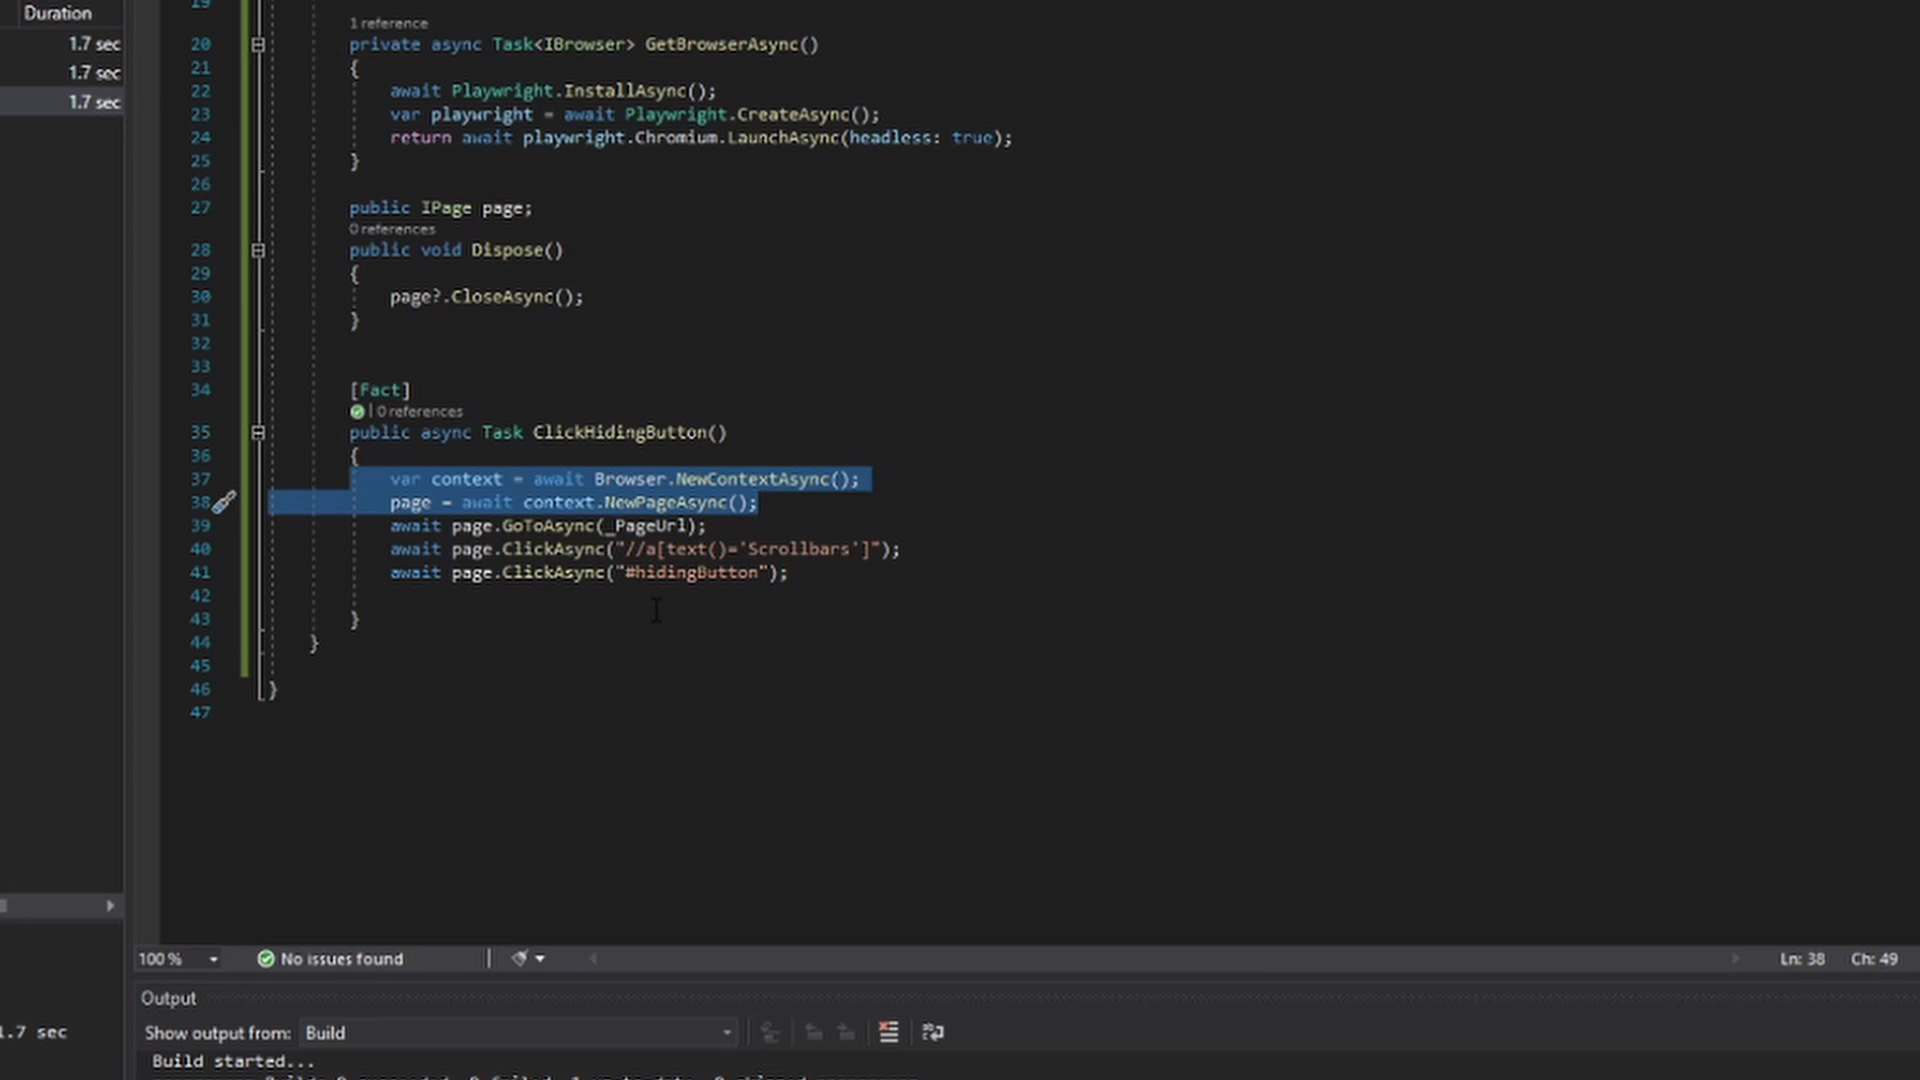 Duration
1.7 sec
1.7 sec
1.7 sec
19
1 reference
20 private async Task<IBrowser> GetBrowserAsync()
21 {
22 await Playwright.InstallAsync();
23 var playwright = await Playwright.CreateAsync();
24 return await playwright.Chromium.LaunchAsync(headless: true);
25 }
26
27 public IPage page;
0 references
28 public void Dispose()
29 {
30 page?.CloseAsync();
31 }
32
33
34 [Fact]
| 0 references
35 public async Task ClickHidingButton()
36 {
37 var context = await Browser.NewContextAsync();
38 page = await context.NewPageAsync();
39 await page.GoToAsync(_PageUrl);
40 await page.ClickAsync("//a[text()='Scrollbars']");
41 await page.ClickAsync("#hidingButton");
42
43 }
44 }
45
46 }
47
100 % No issues found Ln: 38 Ch: 49
Output
1.7 sec
Show output from: Build
Build started...